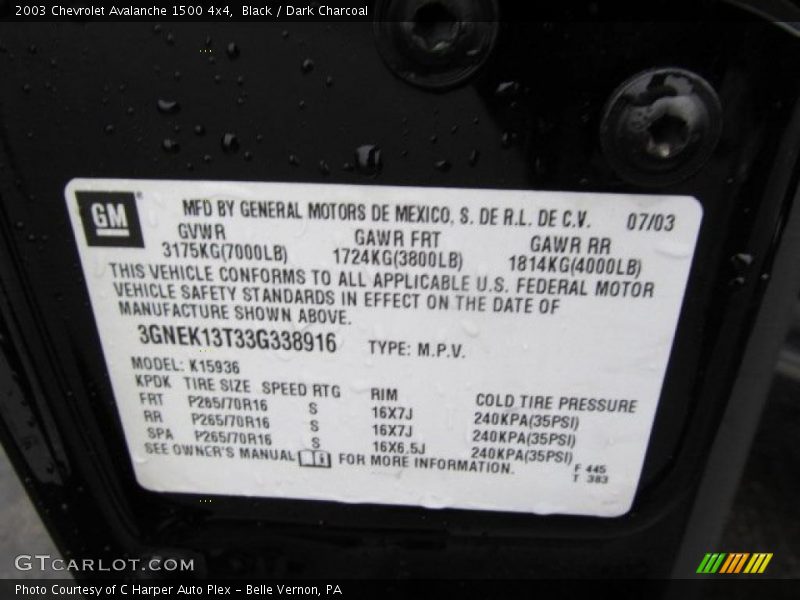 2003 Chevrolet Avalanche 1500 4x4, Black / Dark Charcoal
GM
MFD BY GENERAL MOTORS DE MEXICO, S. DE R.L. DE C.V. 07/03
GVWR GAWR FRT GAWR RR
3175KG(7000LB) 1724KG(3800LB) 1814KG(4000LB)
THIS VEHICLE CONFORMS TO ALL APPLICABLE U.S. FEDERAL MOTOR
VEHICLE SAFETY STANDARDS IN EFFECT ON THE DATE OF
MANUFACTURE SHOWN ABOVE.
3GNEK13T33G338916 TYPE: M.P.V.
MODEL: K15936
KPDK TIRE SIZE SPEED RTG RIM COLD TIRE PRESSURE
FRT P265/70R16 S 16X7J 240KPA(35PSI)
RR P265/70R16 S 16X7J 240KPA(35PSI)
SPA P265/70R16 S 16X6.5J 240KPA(35PSI)
SEE OWNER'S MANUAL FOR MORE INFORMATION.
F 445
T 383
GTCARLOT.COM
Photo Courtesy of C Harper Auto Plex - Belle Vernon, PA